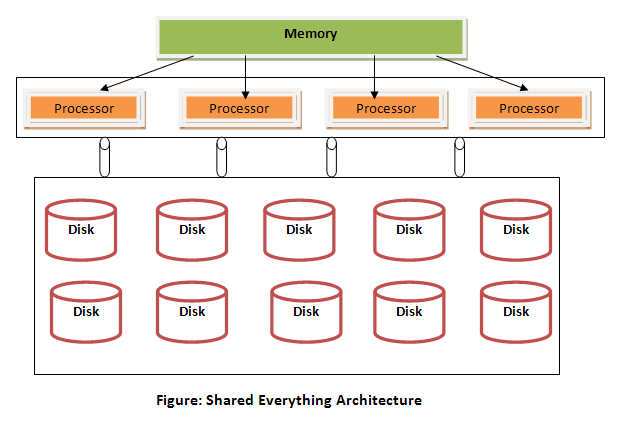 Memory
Processor Processor Processor Processor
Disk Disk Disk Disk Disk
Disk Disk Disk Disk Disk
Figure: Shared Everything Architecture